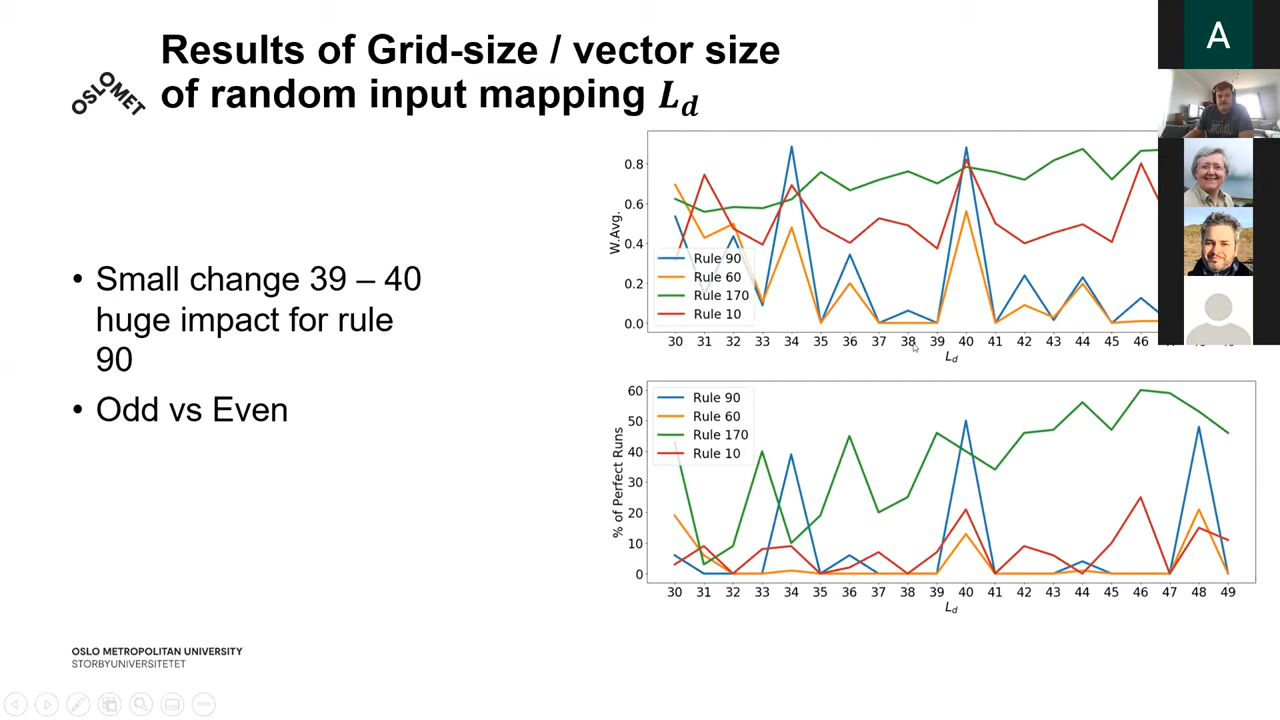 Results of Grid-size / vector size
of random input mapping L_d
OSLOMET
• Small change 39 – 40
huge impact for rule
90
• Odd vs Even
W.Avg.
0.8
0.6
0.4
0.2
0.0
Rule 90
Rule 60
Rule 170
Rule 10
30 31 32 33 34 35 36 37 38 39 40 41 42 43 44 45 46
L_d
% of Perfect Runs
60
50
40
30
20
10
0
Rule 90
Rule 60
Rule 170
Rule 10
30 31 32 33 34 35 36 37 38 39 40 41 42 43 44 45 46 47 48 49
L_d
OSLO METROPOLITAN UNIVERSITY
STORBYUNIVERSITETET
A